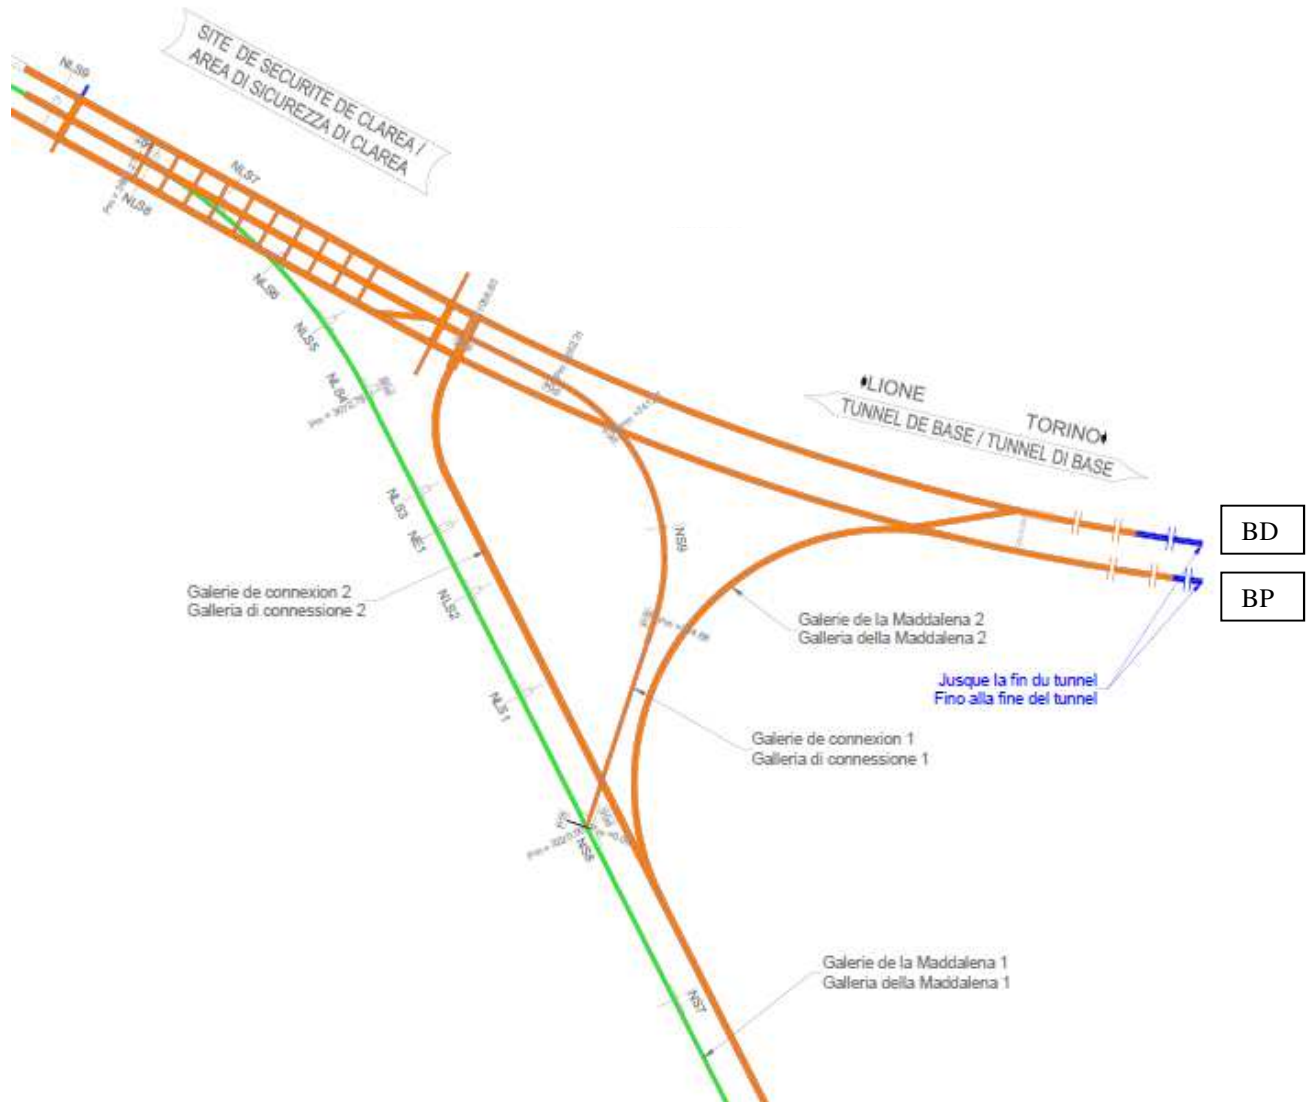 SITE DE SECURITE DE CLAREA /
AREA DI SICUREZZA DI CLAREA
NLS9
NLS7
NLS8
NLS6
NLS5
NLS4
NLS3
NE1
NLS2
NLS1
LIONE
TORINO
TUNNEL DE BASE / TUNNEL DI BASE
BD
BP
NS9
Galerie de connexion 2
Galleria di connessione 2
Galerie de la Maddalena 2
Galleria della Maddalena 2
Jusque la fin du tunnel
Fino alla fine del tunnel
Galerie de connexion 1
Galleria di connessione 1
NS8
Galerie de la Maddalena 1
Galleria della Maddalena 1
NS7